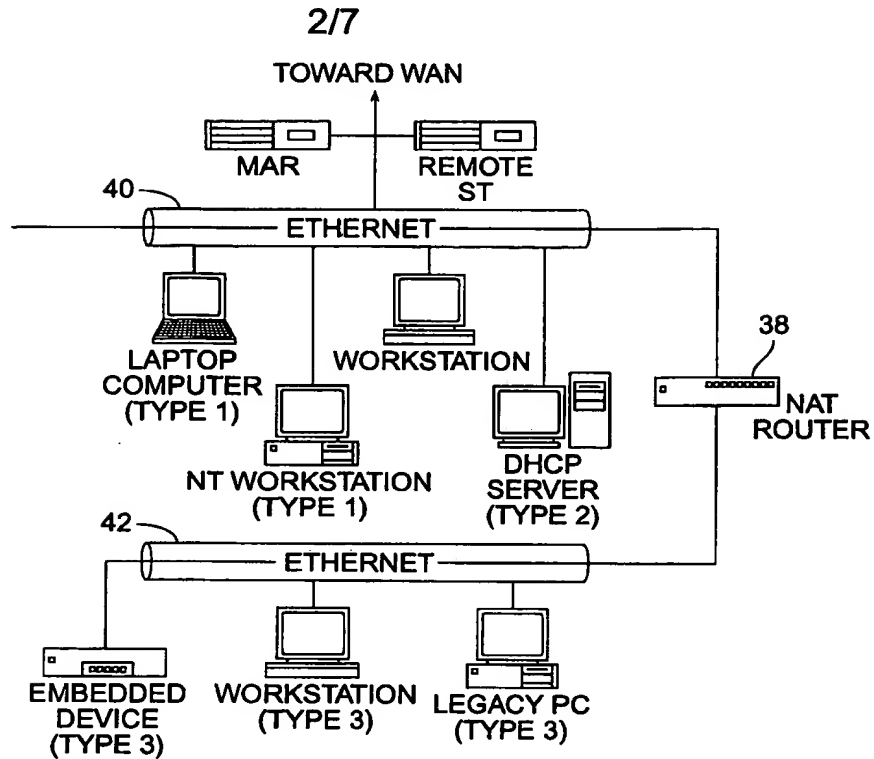 2/7
TOWARD WAN
MAR
REMOTE
ST
40
ETHERNET
LAPTOP
COMPUTER
(TYPE 1)
WORKSTATION
38
NAT
ROUTER
NT WORKSTATION
(TYPE 1)
DHCP
SERVER
(TYPE 2)
42
ETHERNET
EMBEDDED
DEVICE
(TYPE 3)
WORKSTATION
(TYPE 3)
LEGACY PC
(TYPE 3)